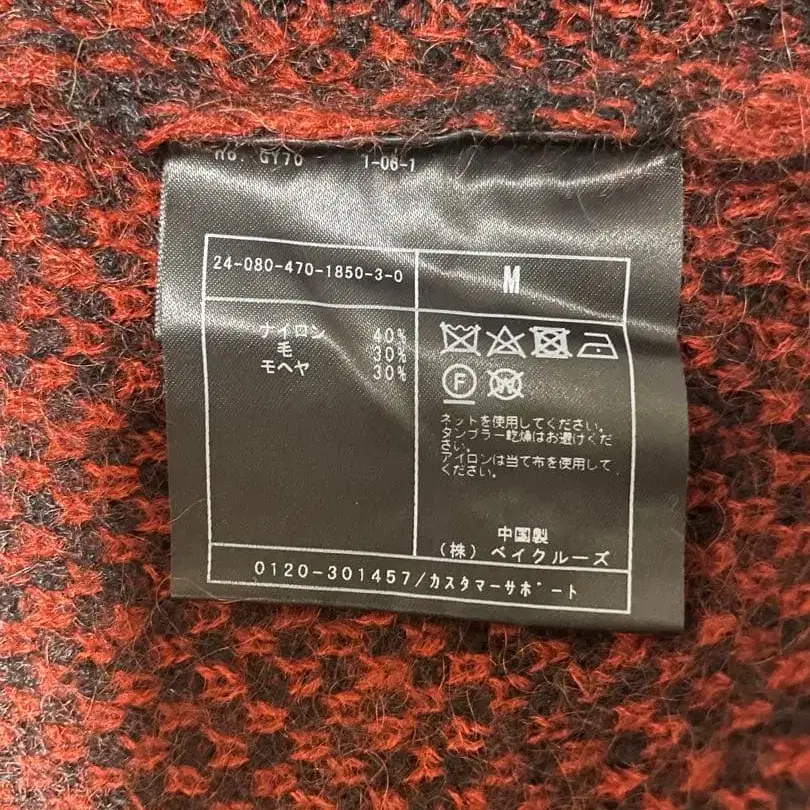 no. GY70 1-06-1
24-080-470-1850-3-0
M
ナイロン 40%
毛 30%
モヘヤ 30%
F
W
ネットを使用してください。
タンブラー乾燥はお避けくだ
さい。
アイロンは当て布を使用して
ください。
中国製
(株) ベイクルーズ
0120-301457/カスタマーサポート